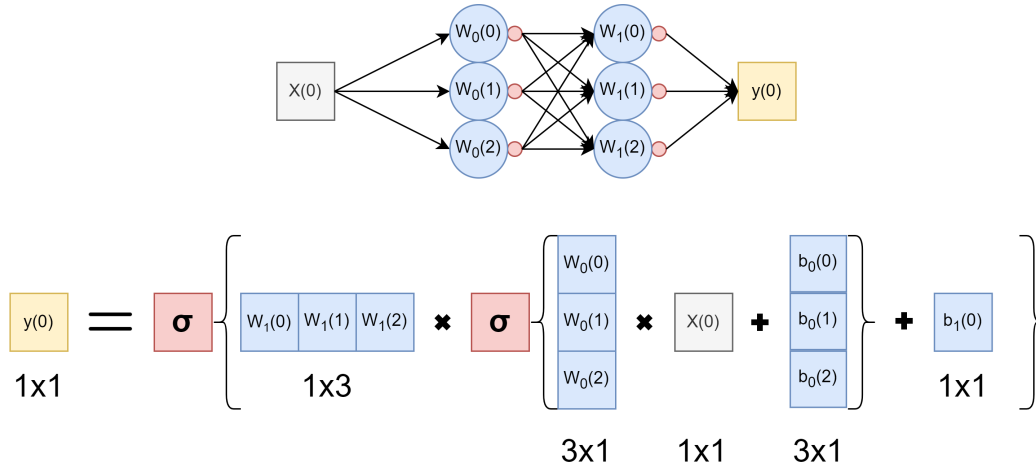 W₀(0) W₁(0)
X(0) W₀(1) W₁(1) y(0)
W₀(2) W₁(2)
W₀(0) b₀(0)
y(0) = σ { W₁(0) W₁(1) W₁(2) × σ { W₀(1) × X(0) + b₀(1) } + b₁(0) }
W₀(2) b₀(2)
1x1 1x3 1x1
3x1 1x1 3x1